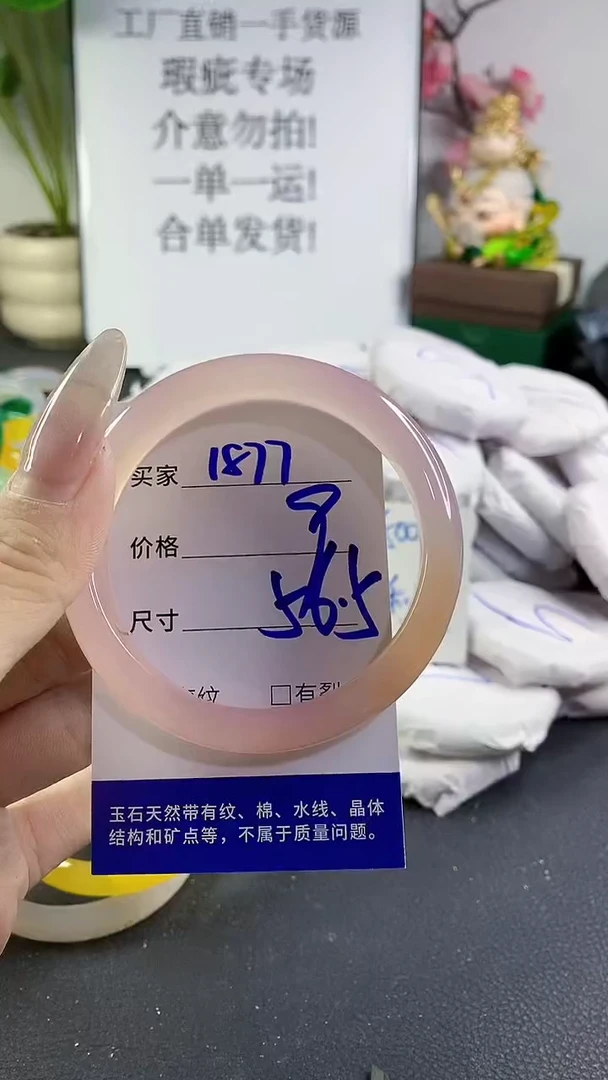 工厂直销一手货源
瑕疵专场
介意勿拍!
一单一运!
合单发货!
买家 1877
价格
尺寸 56.5
纹 □有裂
玉石天然带有纹、棉、水线、晶体
结构和矿点等，不属于质量问题。